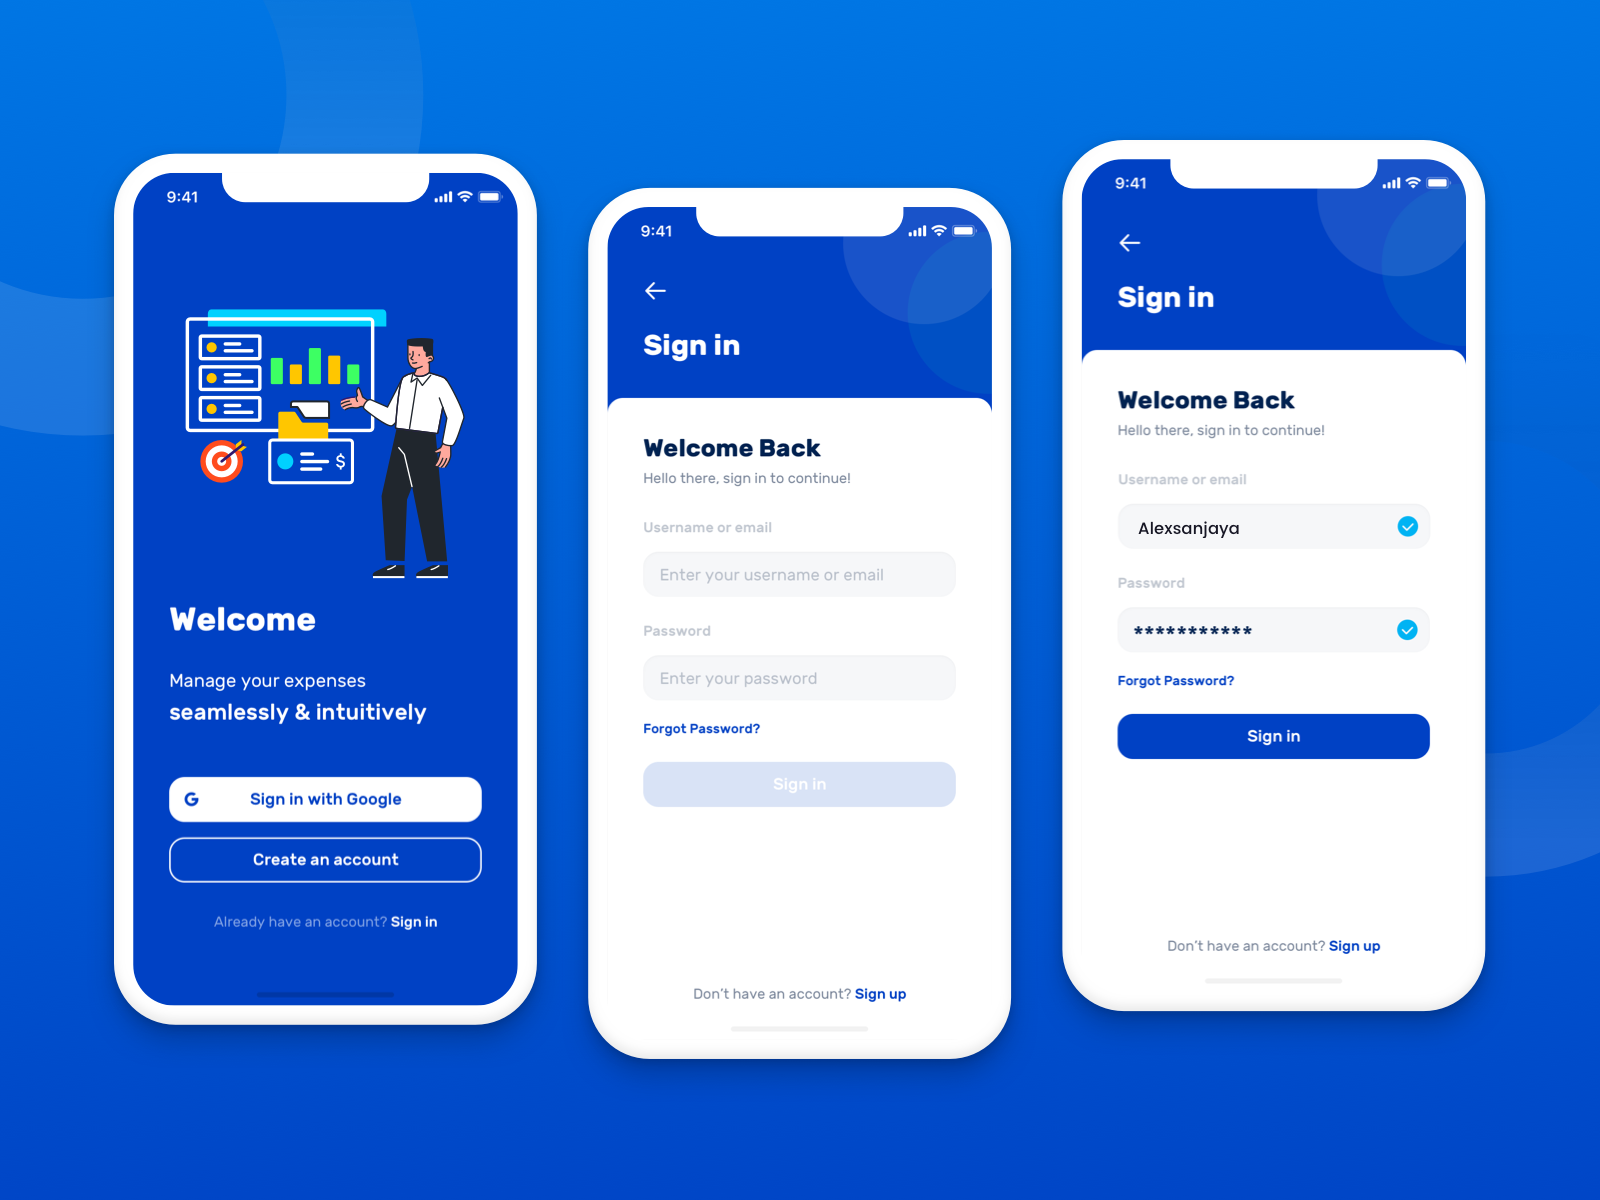 9:41
$
Welcome
Manage your expenses
seamlessly & intuitively
G Sign in with Google
Create an account
Already have an account? Sign in
9:41
Sign in
Welcome Back
Hello there, sign in to continue!
Username or email
Enter your username or email
Password
Enter your password
Forgot Password?
Sign in
Don't have an account? Sign up
9:41
Sign in
Welcome Back
Hello there, sign in to continue!
Username or email
Alexsanjaya
Password
***********
Forgot Password?
Sign in
Don't have an account? Sign up